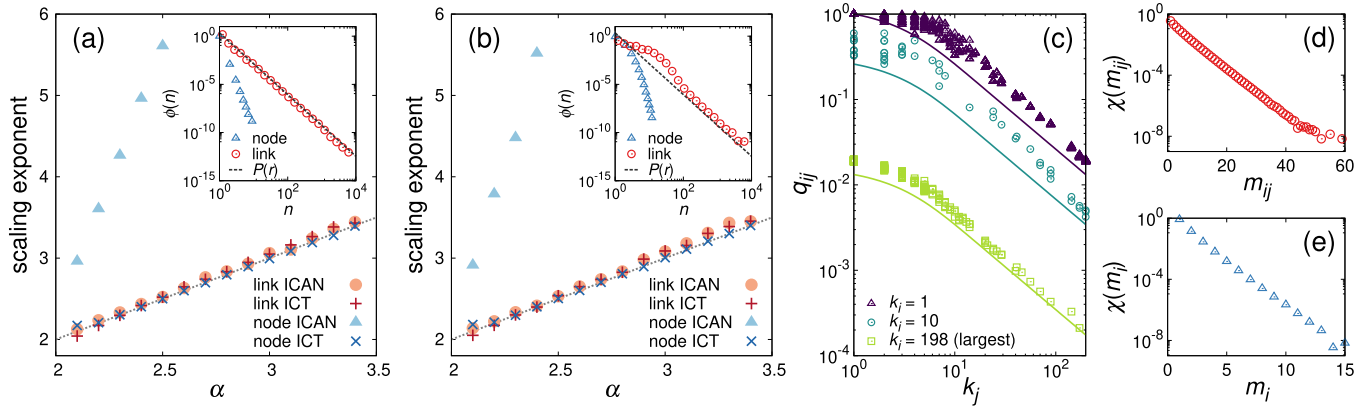 (a)
scaling exponent
6
5
4
3
2
2
2.5
3
3.5
α
link ICAN
link ICT
node ICAN
node ICT
ϕ(n)
10^0
10^-5
10^-10
10^-15
10^0
10^2
10^4
n
node
link
P(r)
(b)
scaling exponent
6
5
4
3
2
2
2.5
3
3.5
α
link ICAN
link ICT
node ICAN
node ICT
ϕ(n)
10^0
10^-5
10^-10
10^-15
10^0
10^2
10^4
n
node
link
P(r)
(c)
q_ij
10^0
10^-1
10^-2
10^-3
10^-4
10^0
10^1
10^2
k_j
k_i = 1
k_i = 10
k_i = 198 (largest)
(d)
χ(m_ij)
10^0
10^-4
10^-8
0
20
40
60
m_ij
(e)
χ(m_i)
10^0
10^-4
10^-8
0
5
10
15
m_i